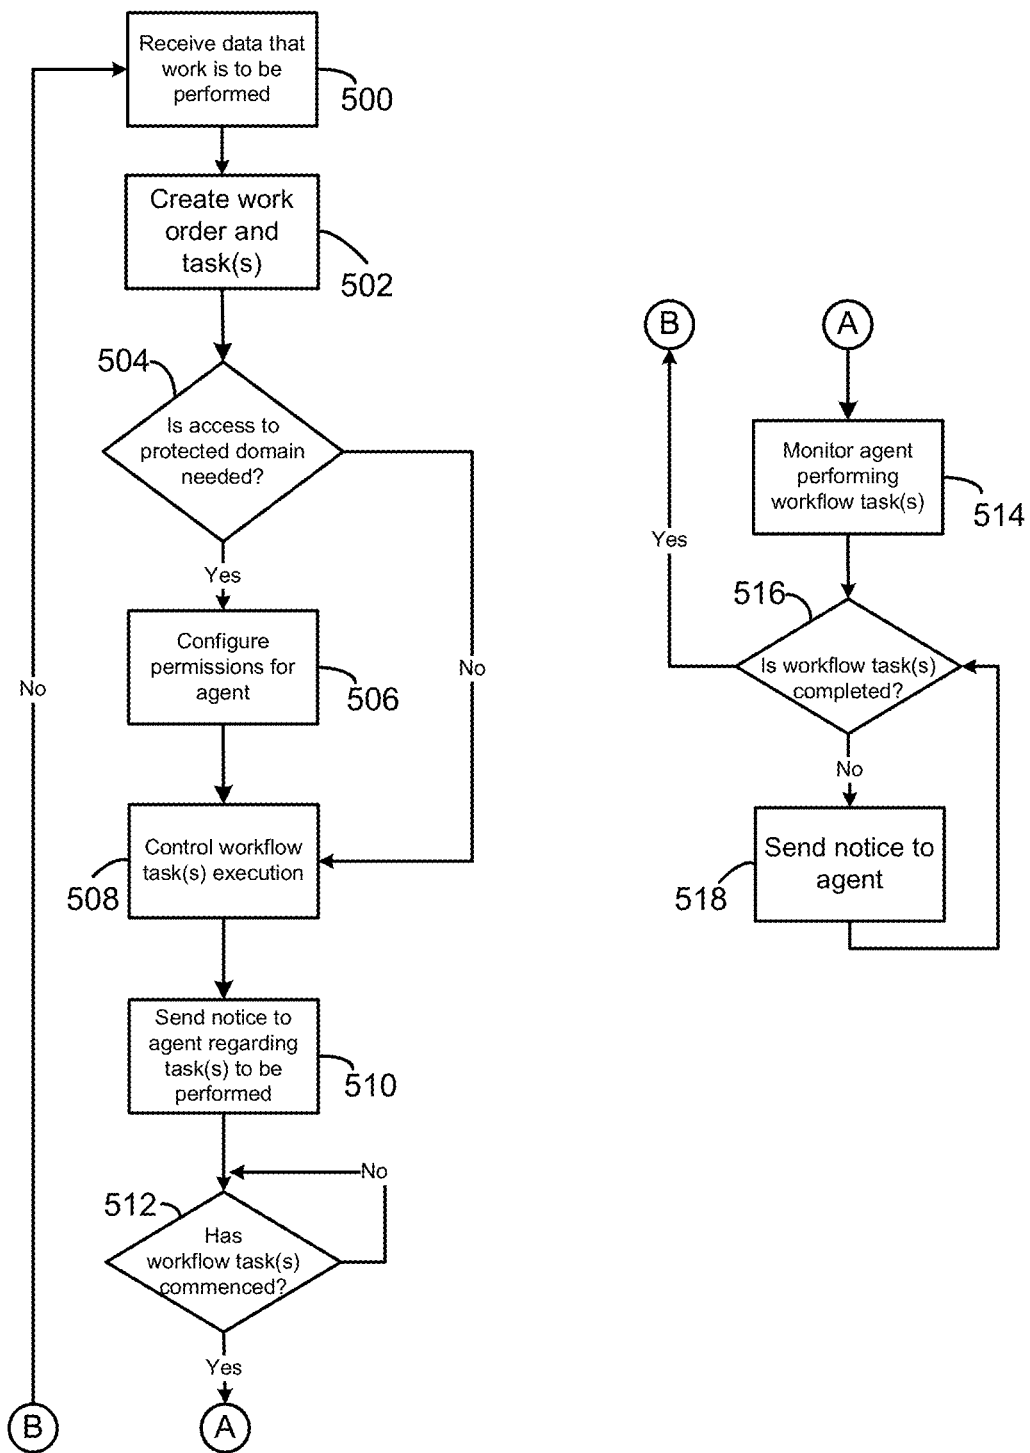 Receive data that
work is to be
performed
500
Create work
order and
task(s)
502
504
Is access to
protected domain
needed?
Yes
No
Configure
permissions for
agent
506
No
Control workflow
task(s) execution
508
Send notice to
agent regarding
task(s) to be
performed
510
No
512
Has
workflow task(s)
commenced?
Yes
B
A
B
A
Monitor agent
performing
workflow task(s)
514
Yes
516
Is workflow task(s)
completed?
No
Send notice to
agent
518